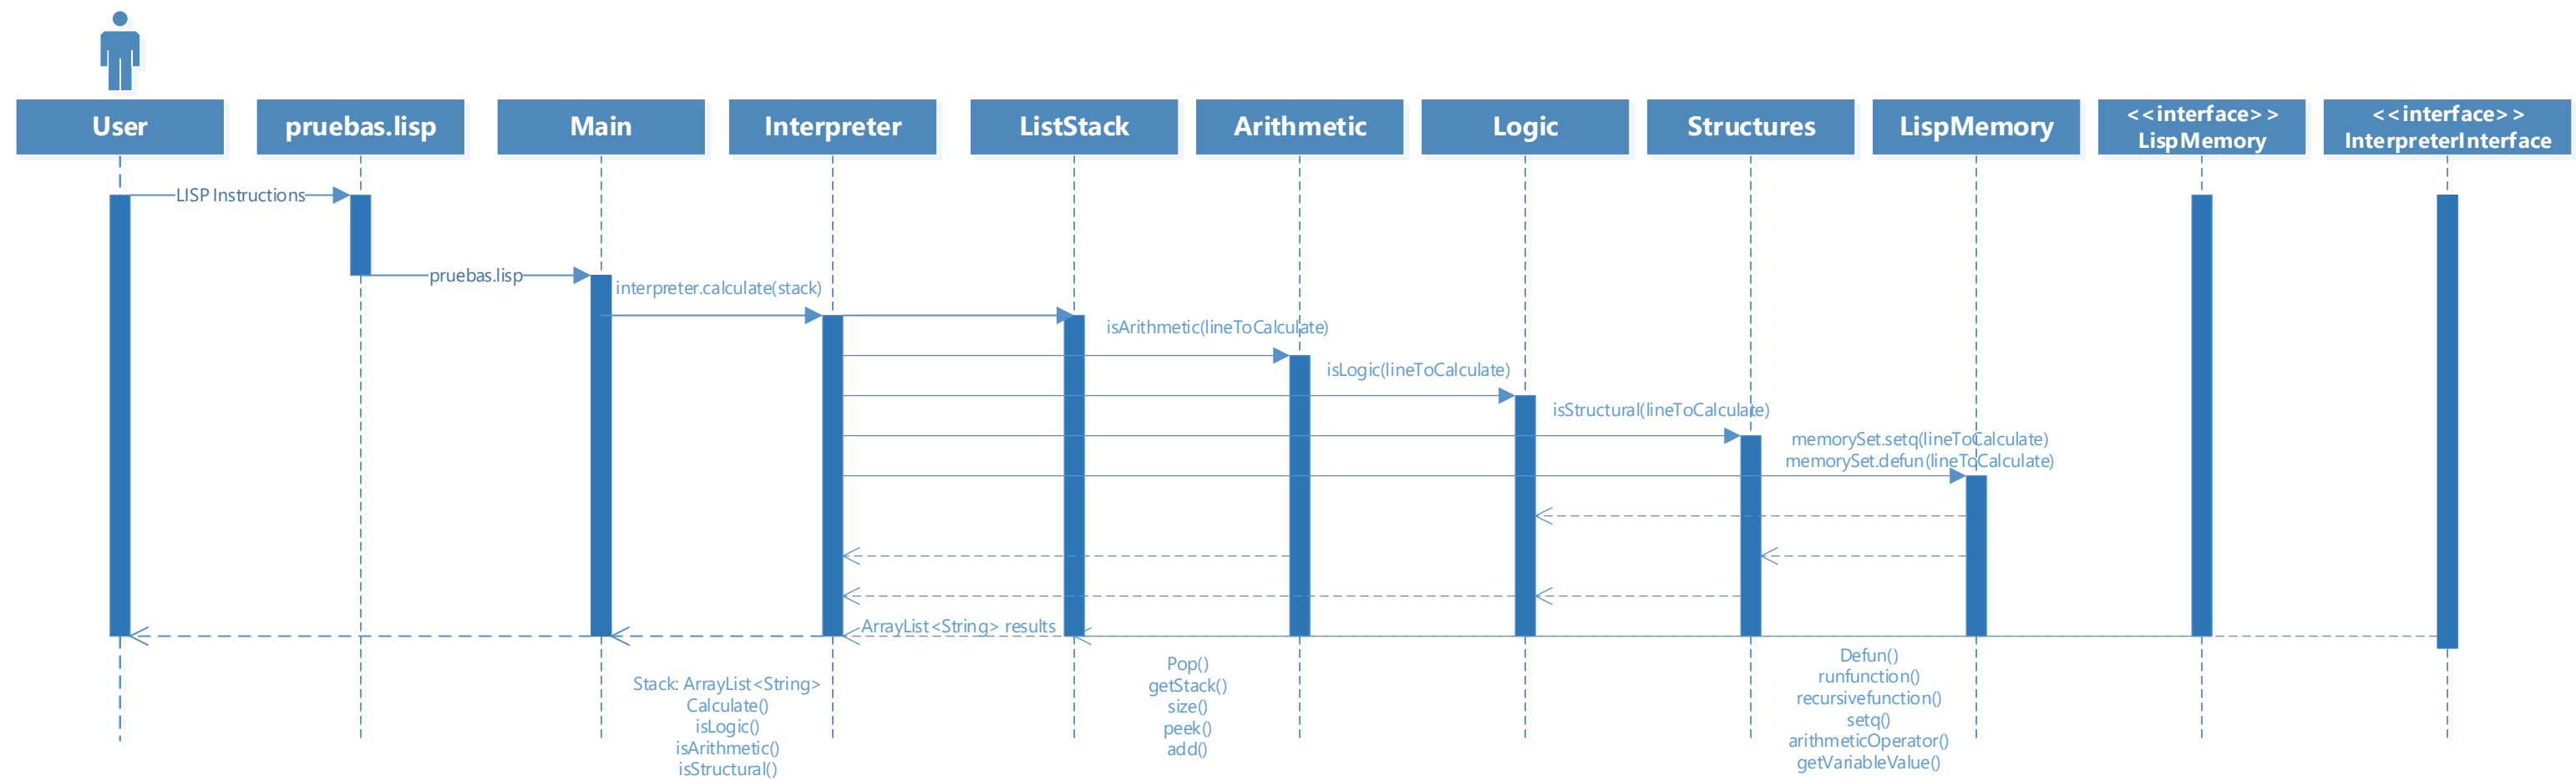 User
pruebas.lisp
Main
Interpreter
ListStack
Arithmetic
Logic
Structures
LispMemory
<<interface>>
LispMemory
<<interface>>
InterpreterInterface
LISP Instructions
pruebas.lisp
interpreter.calculate(stack)
isArithmetic(lineToCalculate)
isLogic(lineToCalculate)
isStructural(lineToCalculate)
memorySet.setq(lineToCalculate)
memorySet.defun(lineToCalculate)
ArrayList<String> results
Stack: ArrayList<String>
Calculate()
isLogic()
isArithmetic()
isStructural()
Pop()
getStack()
size()
peek()
add()
Defun()
runfunction()
recursivefunction()
setq()
arithmeticOperator()
getVariableValue()